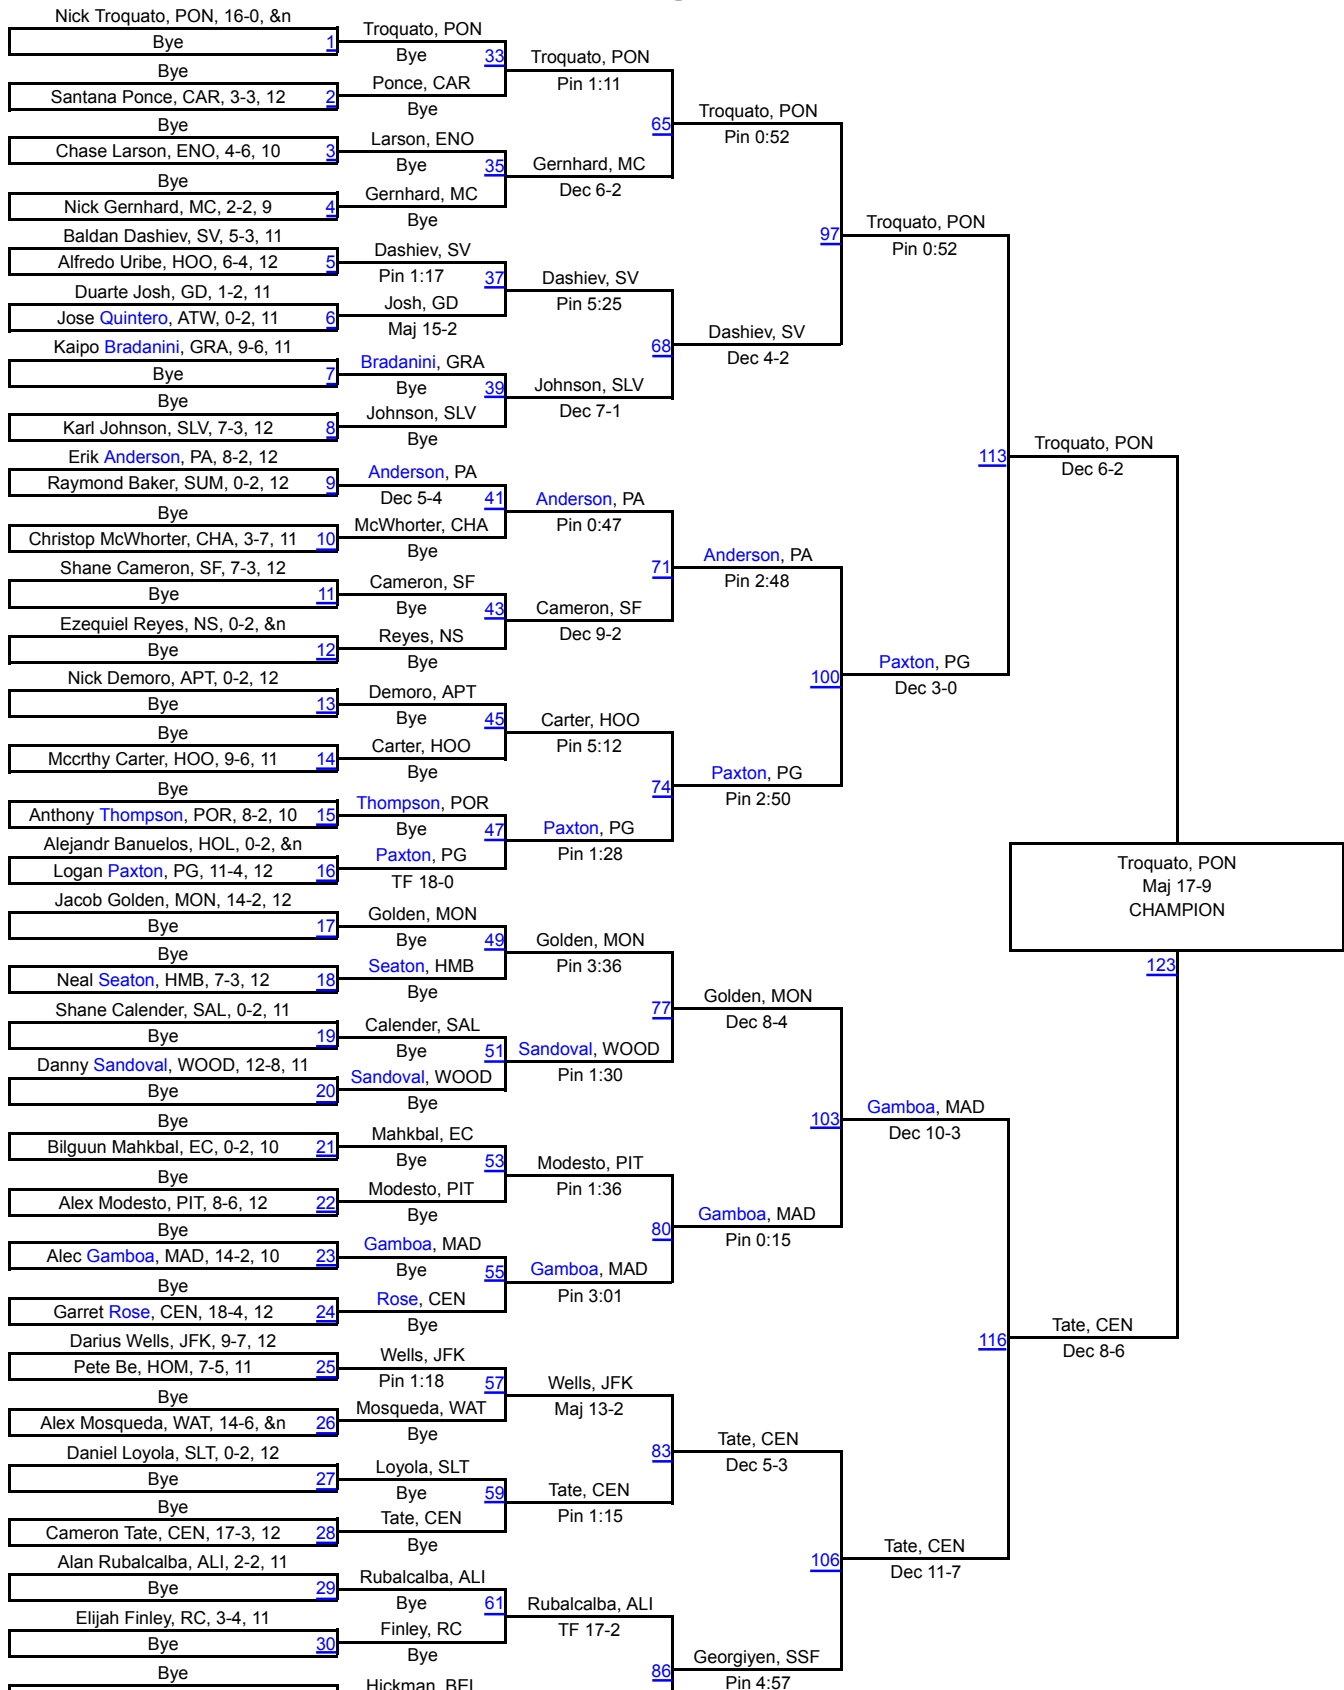 Nick Troquato, PON, 16-0, &n
Bye 1
Bye
Santana Ponce, CAR, 3-3, 12 2
Bye
Chase Larson, ENO, 4-6, 10 3
Bye
Nick Gernhard, MC, 2-2, 9 4
Baldan Dashiev, SV, 5-3, 11
Alfredo Uribe, HOO, 6-4, 12 5
Duarte Josh, GD, 1-2, 11
Jose Quintero, ATW, 0-2, 11 6
Kaipo Bradanini, GRA, 9-6, 11
Bye 7
Bye
Karl Johnson, SLV, 7-3, 12 8
Erik Anderson, PA, 8-2, 12
Raymond Baker, SUM, 0-2, 12 9
Bye
Christop McWhorter, CHA, 3-7, 11 10
Shane Cameron, SF, 7-3, 12
Bye 11
Ezequiel Reyes, NS, 0-2, &n
Bye 12
Nick Demoro, APT, 0-2, 12
Bye 13
Bye
Mccrthy Carter, HOO, 9-6, 11 14
Bye
Anthony Thompson, POR, 8-2, 10 15
Alejandr Banuelos, HOL, 0-2, &n
Logan Paxton, PG, 11-4, 12 16
Jacob Golden, MON, 14-2, 12
Bye 17
Bye
Neal Seaton, HMB, 7-3, 12 18
Shane Calender, SAL, 0-2, 11
Bye 19
Danny Sandoval, WOOD, 12-8, 11
Bye 20
Bye
Bilguun Mahkbal, EC, 0-2, 10 21
Bye
Alex Modesto, PIT, 8-6, 12 22
Bye
Alec Gamboa, MAD, 14-2, 10 23
Bye
Garret Rose, CEN, 18-4, 12 24
Darius Wells, JFK, 9-7, 12
Pete Be, HOM, 7-5, 11 25
Bye
Alex Mosqueda, WAT, 14-6, &n 26
Daniel Loyola, SLT, 0-2, 12
Bye 27
Bye
Cameron Tate, CEN, 17-3, 12 28
Alan Rubalcalba, ALI, 2-2, 11
Bye 29
Elijah Finley, RC, 3-4, 11
Bye 30
Bye
Troquato, PON
Bye 33
Ponce, CAR
Bye
Larson, ENO
Bye 35
Gernhard, MC
Bye
Dashiev, SV
Pin 1:17 37
Josh, GD
Maj 15-2
Bradanini, GRA
Bye 39
Johnson, SLV
Bye
Anderson, PA
Dec 5-4 41
McWhorter, CHA
Bye
Cameron, SF
Bye 43
Reyes, NS
Bye
Demoro, APT
Bye 45
Carter, HOO
Bye
Thompson, POR
Bye 47
Paxton, PG
TF 18-0
Golden, MON
Bye 49
Seaton, HMB
Bye
Calender, SAL
Bye 51
Sandoval, WOOD
Bye
Mahkbal, EC
Bye 53
Modesto, PIT
Bye
Gamboa, MAD
Bye 55
Rose, CEN
Bye
Wells, JFK
Pin 1:18 57
Mosqueda, WAT
Bye
Loyola, SLT
Bye 59
Tate, CEN
Bye
Rubalcalba, ALI
Bye 61
Finley, RC
Bye
Hickman, BEL
Troquato, PON
Pin 1:11
65
Gernhard, MC
Dec 6-2
Dashiev, SV
Pin 5:25
68
Johnson, SLV
Dec 7-1
Anderson, PA
Pin 0:47
71
Cameron, SF
Dec 9-2
Carter, HOO
Pin 5:12
74
Paxton, PG
Pin 1:28
Golden, MON
Pin 3:36
77
Sandoval, WOOD
Pin 1:30
Modesto, PIT
Pin 1:36
80
Gamboa, MAD
Pin 3:01
Wells, JFK
Maj 13-2
83
Tate, CEN
Pin 1:15
Rubalcalba, ALI
TF 17-2
86
Troquato, PON
Pin 0:52
97
Dashiev, SV
Dec 4-2
Anderson, PA
Pin 2:48
100
Paxton, PG
Pin 2:50
Golden, MON
Dec 8-4
103
Gamboa, MAD
Pin 0:15
Tate, CEN
Dec 5-3
106
Georgiyen, SSF
Pin 4:57
Troquato, PON
Pin 0:52
113
Paxton, PG
Dec 3-0
Gamboa, MAD
Dec 10-3
116
Tate, CEN
Dec 11-7
Troquato, PON
Dec 6-2
Troquato, PON
Maj 17-9
CHAMPION
123
Tate, CEN
Dec 8-6